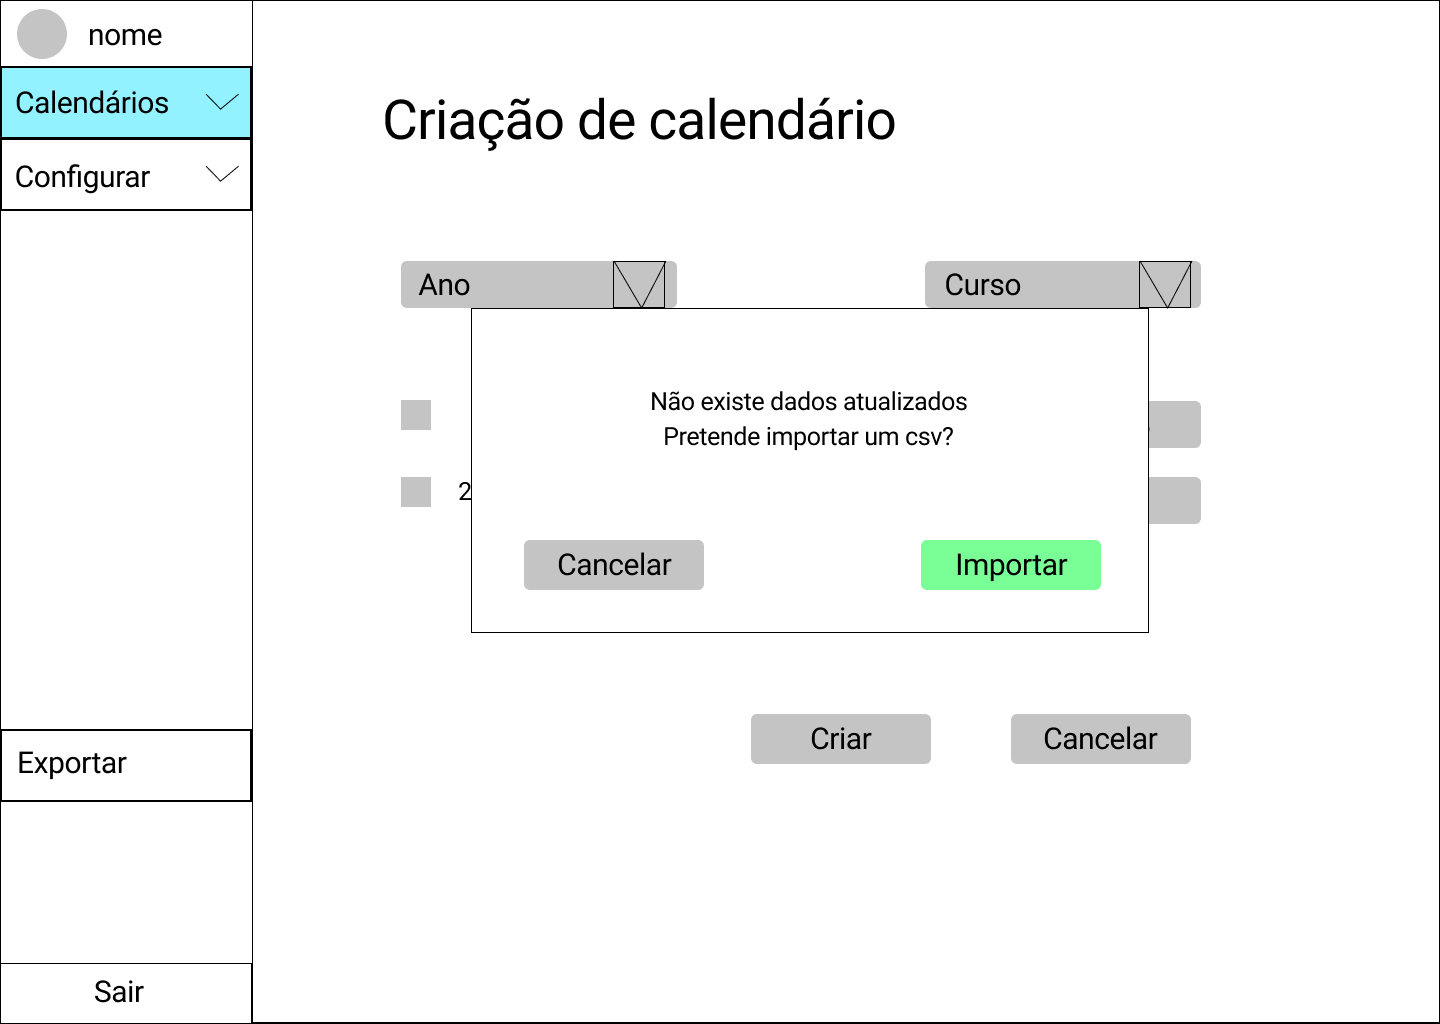 nome
Calendários
Configurar
Exportar
Sair
Criação de calendário
Ano
Curso
2
Não existe dados atualizados
Pretende importar um csv?
Cancelar
Importar
Criar
Cancelar